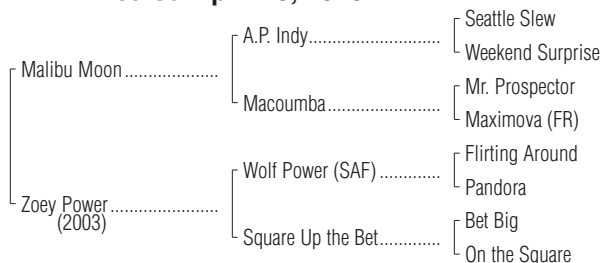 Seattle Slew
A.P. Indy
Weekend Surprise
Malibu Moon
Mr. Prospector
Macoumba
Maximova (FR)
Flirting Around
Wolf Power (SAF)
Pandora
Zoey Power
(2003)
Bet Big
Square Up the Bet
On the Square